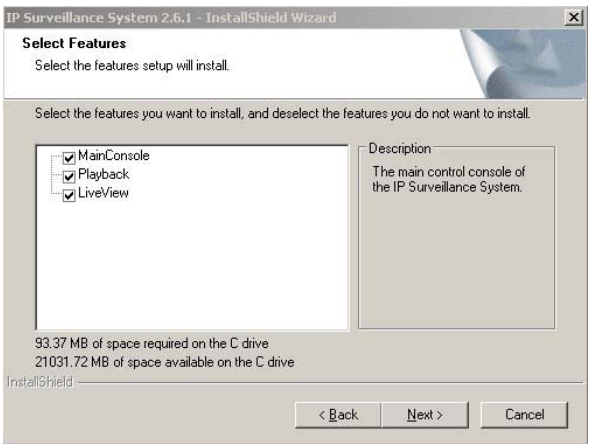 IP Surveillance System 2.6.1 - InstallShield Wizard
Select Features
Select the features setup will install.
Select the features you want to install, and deselect the features you do not want to install.
MainConsole
Playback
LiveView
Description
The main control console of
the IP Surveillance System.
93.37 MB of space required on the C drive
21031.72 MB of space available on the C drive
InstallShield
< Back
Next >
Cancel